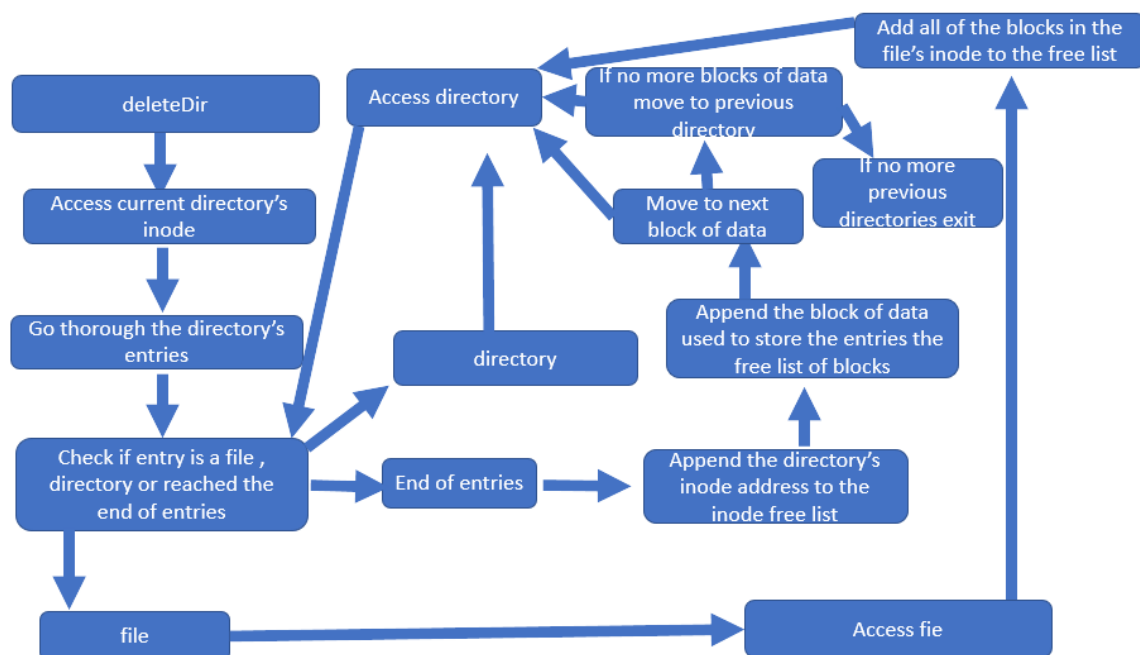 deleteDir
Access current directory's
inode
Go thorough the directory's
entries
Check if entry is a file ,
directory or reached the
end of entries
file
Access directory
directory
End of entries
Append the directory's
inode address to the
inode free list
Append the block of data
used to store the entries the
free list of blocks
Move to next
block of data
If no more blocks of data
move to previous
directory
If no more
previous
directories exit
Access fie
Add all of the blocks in the
file's inode to the free list